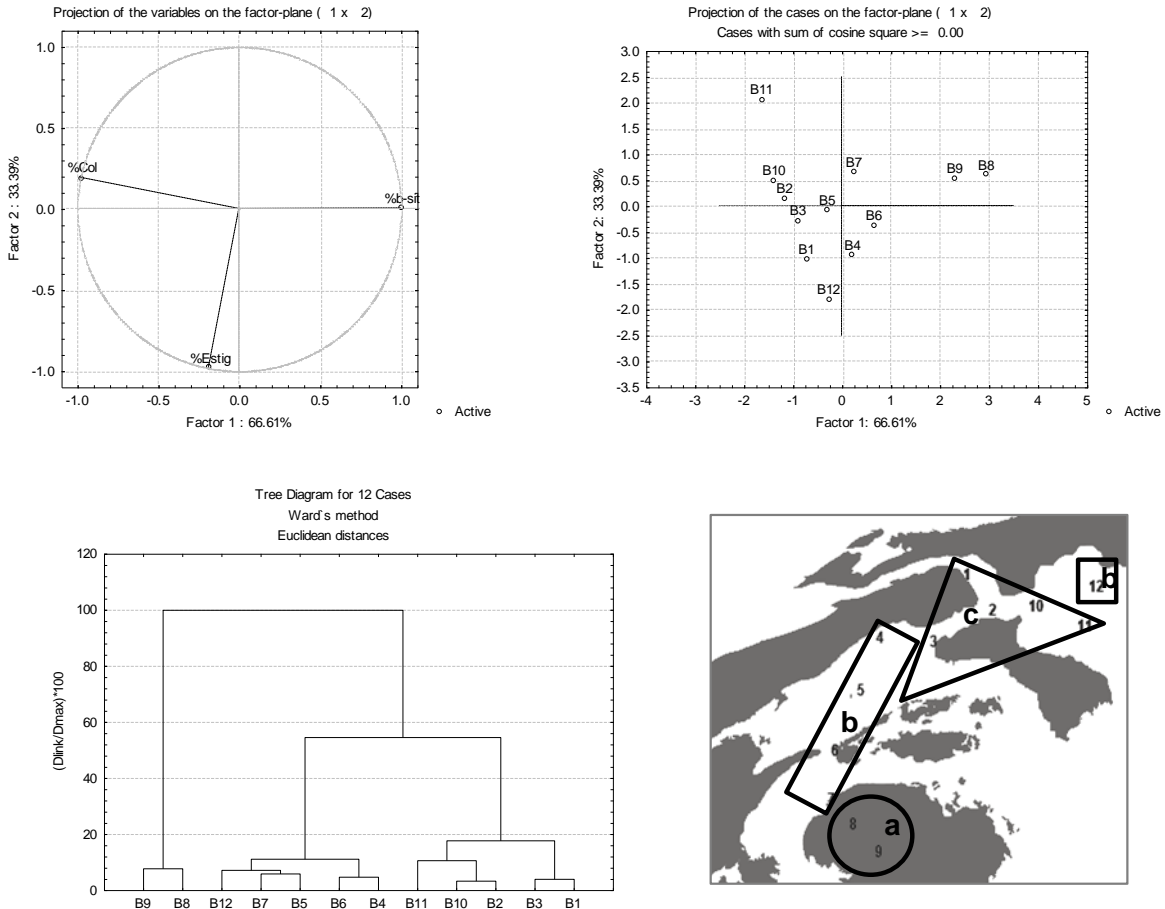 Projection of the variables on the factor-plane ( 1 x 2)
1.0
0.5
0.0
-0.5
-1.0
Factor 2 : 33.39%
%Col
%b-sit
%Estig
-1.0 -0.5 0.0 0.5 1.0
Factor 1 : 66.61%
Active
Projection of the cases on the factor-plane ( 1 x 2)
Cases with sum of cosine square >= 0.00
3.0
2.5
2.0
1.5
1.0
0.5
0.0
-0.5
-1.0
-1.5
-2.0
-2.5
-3.0
-3.5
Factor 2: 33.39%
B11
B7
B9 B8
B10
B2
B5
B3
B6
B1
B4
B12
-4 -3 -2 -1 0 1 2 3 4 5
Factor 1: 66.61%
Active
Tree Diagram for 12 Cases
Ward`s method
Euclidean distances
120
100
80
60
40
20
0
(Dlink/Dmax)*100
B9 B8 B12 B7 B5 B6 B4 B11 B10 B2 B3 B1
1
12 b
2 10
c
11
4 3
5
b
6
7
8 a
9